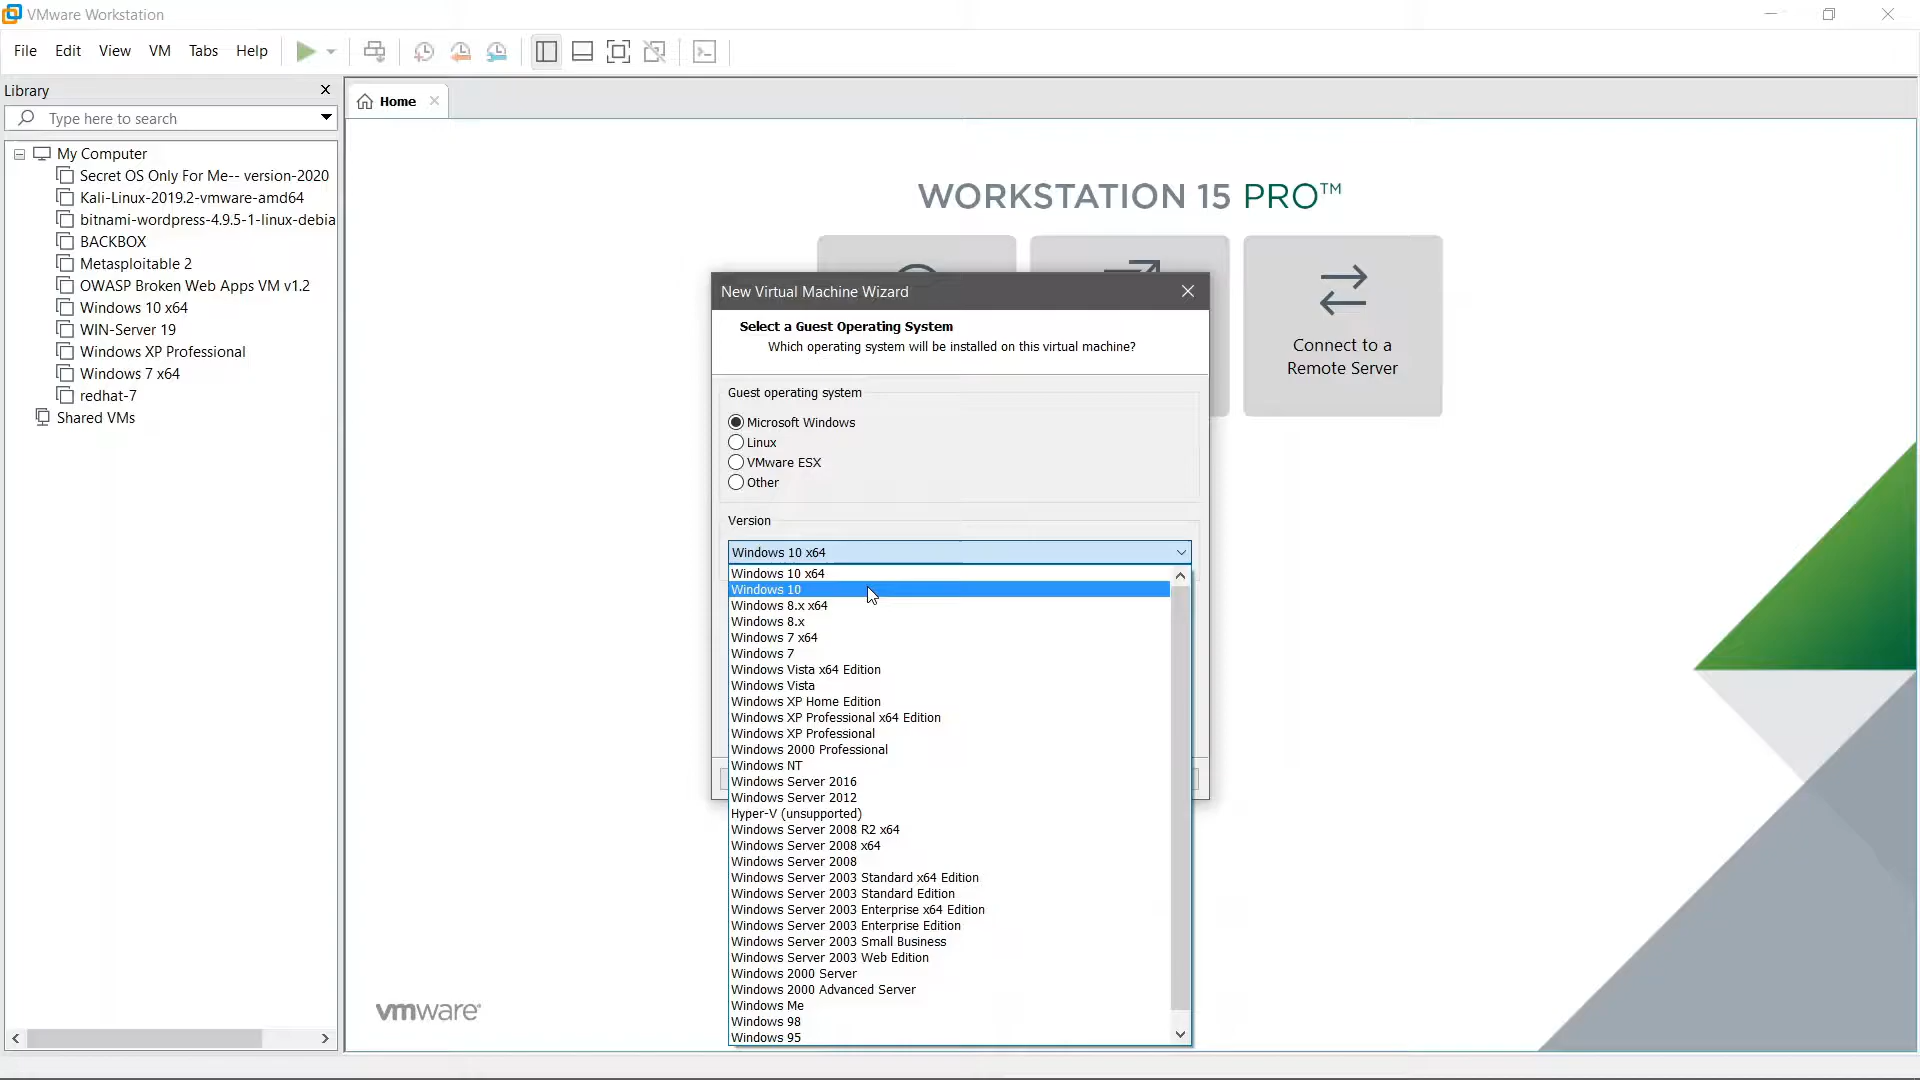 VMware Workstation
File Edit View VM Tabs Help
Library
Type here to search
My Computer
Secret OS Only For Me-- version-2020
Kali-Linux-2019.2-vmware-amd64
bitnami-wordpress-4.9.5-1-linux-debia
BACKBOX
Metasploitable 2
OWASP Broken Web Apps VM v1.2
Windows 10 x64
WIN-Server 19
Windows XP Professional
Windows 7 x64
redhat-7
Shared VMs
Home
WORKSTATION 15 PRO™
Connect to a
Remote Server
New Virtual Machine Wizard
Select a Guest Operating System
Which operating system will be installed on this virtual machine?
Guest operating system
Microsoft Windows
Linux
VMware ESX
Other
Version
Windows 10 x64
Windows 10 x64
Windows 10
Windows 8.x x64
Windows 8.x
Windows 7 x64
Windows 7
Windows Vista x64 Edition
Windows Vista
Windows XP Home Edition
Windows XP Professional x64 Edition
Windows XP Professional
Windows 2000 Professional
Windows NT
Windows Server 2016
Windows Server 2012
Hyper-V (unsupported)
Windows Server 2008 R2 x64
Windows Server 2008 x64
Windows Server 2008
Windows Server 2003 Standard x64 Edition
Windows Server 2003 Standard Edition
Windows Server 2003 Enterprise x64 Edition
Windows Server 2003 Enterprise Edition
Windows Server 2003 Small Business
Windows Server 2003 Web Edition
Windows 2000 Server
Windows 2000 Advanced Server
Windows Me
Windows 98
Windows 95
vmware